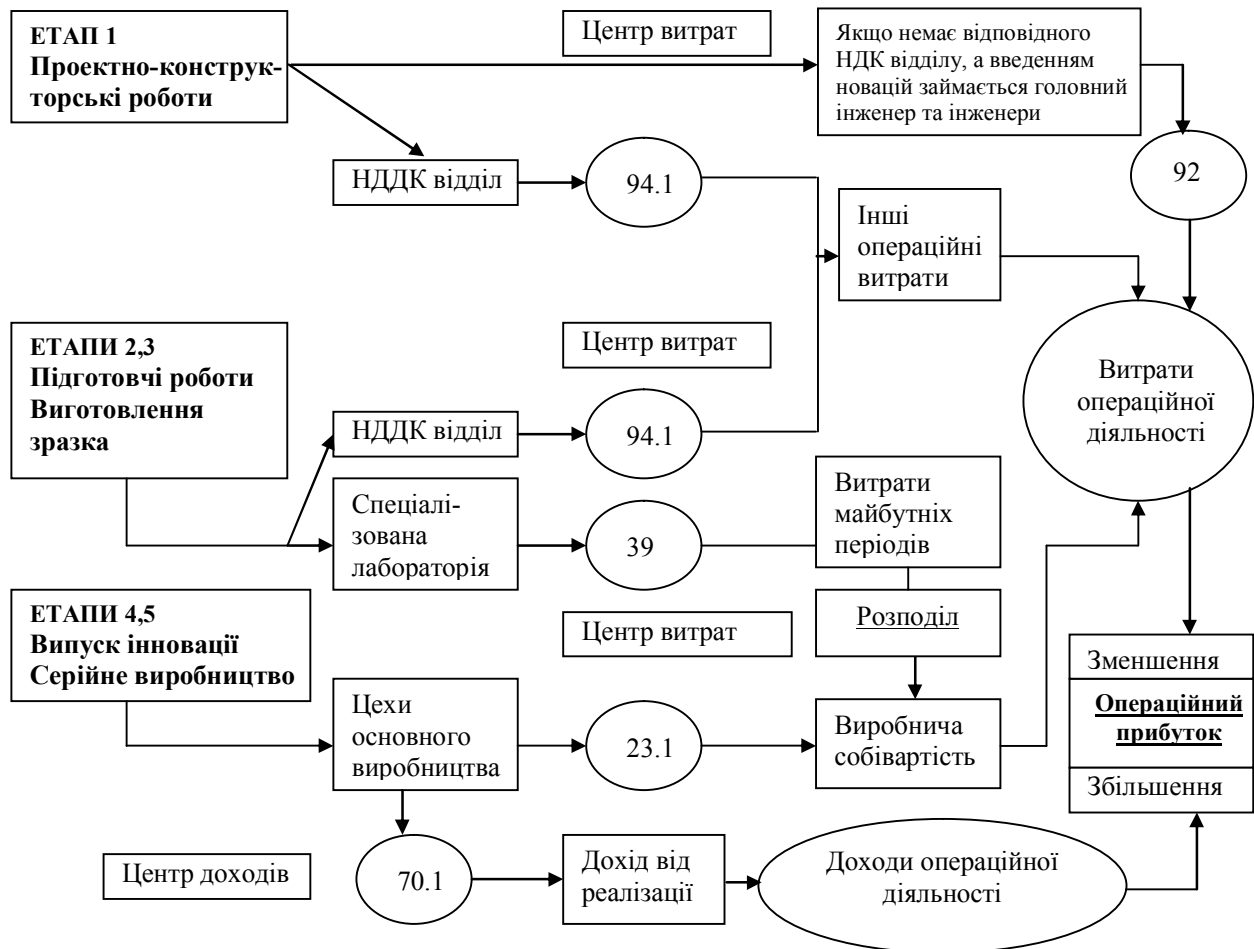 ЕТАП 1
Проектно-конструк-
торські роботи
Центр витрат
Якщо немає відповідного
НДК відділу, а введенням
новацій займається головний
інженер та інженери
НДДК відділ
94.1
92
Інші
операційні
витрати
ЕТАПИ 2,3
Підготовчі роботи
Виготовлення
зразка
Центр витрат
НДДК відділ
94.1
Витрати
операційної
діяльності
Спеціалі-
зована
лабораторія
39
Витрати
майбутніх
періодів
ЕТАПИ 4,5
Випуск інновації
Серійне виробництво
Центр витрат
Розподіл
Цехи
основного
виробництва
23.1
Виробнича
собівартість
Зменшення
Операційний
прибуток
Збільшення
Центр доходів
70.1
Дохід від
реалізації
Доходи операційної
діяльності